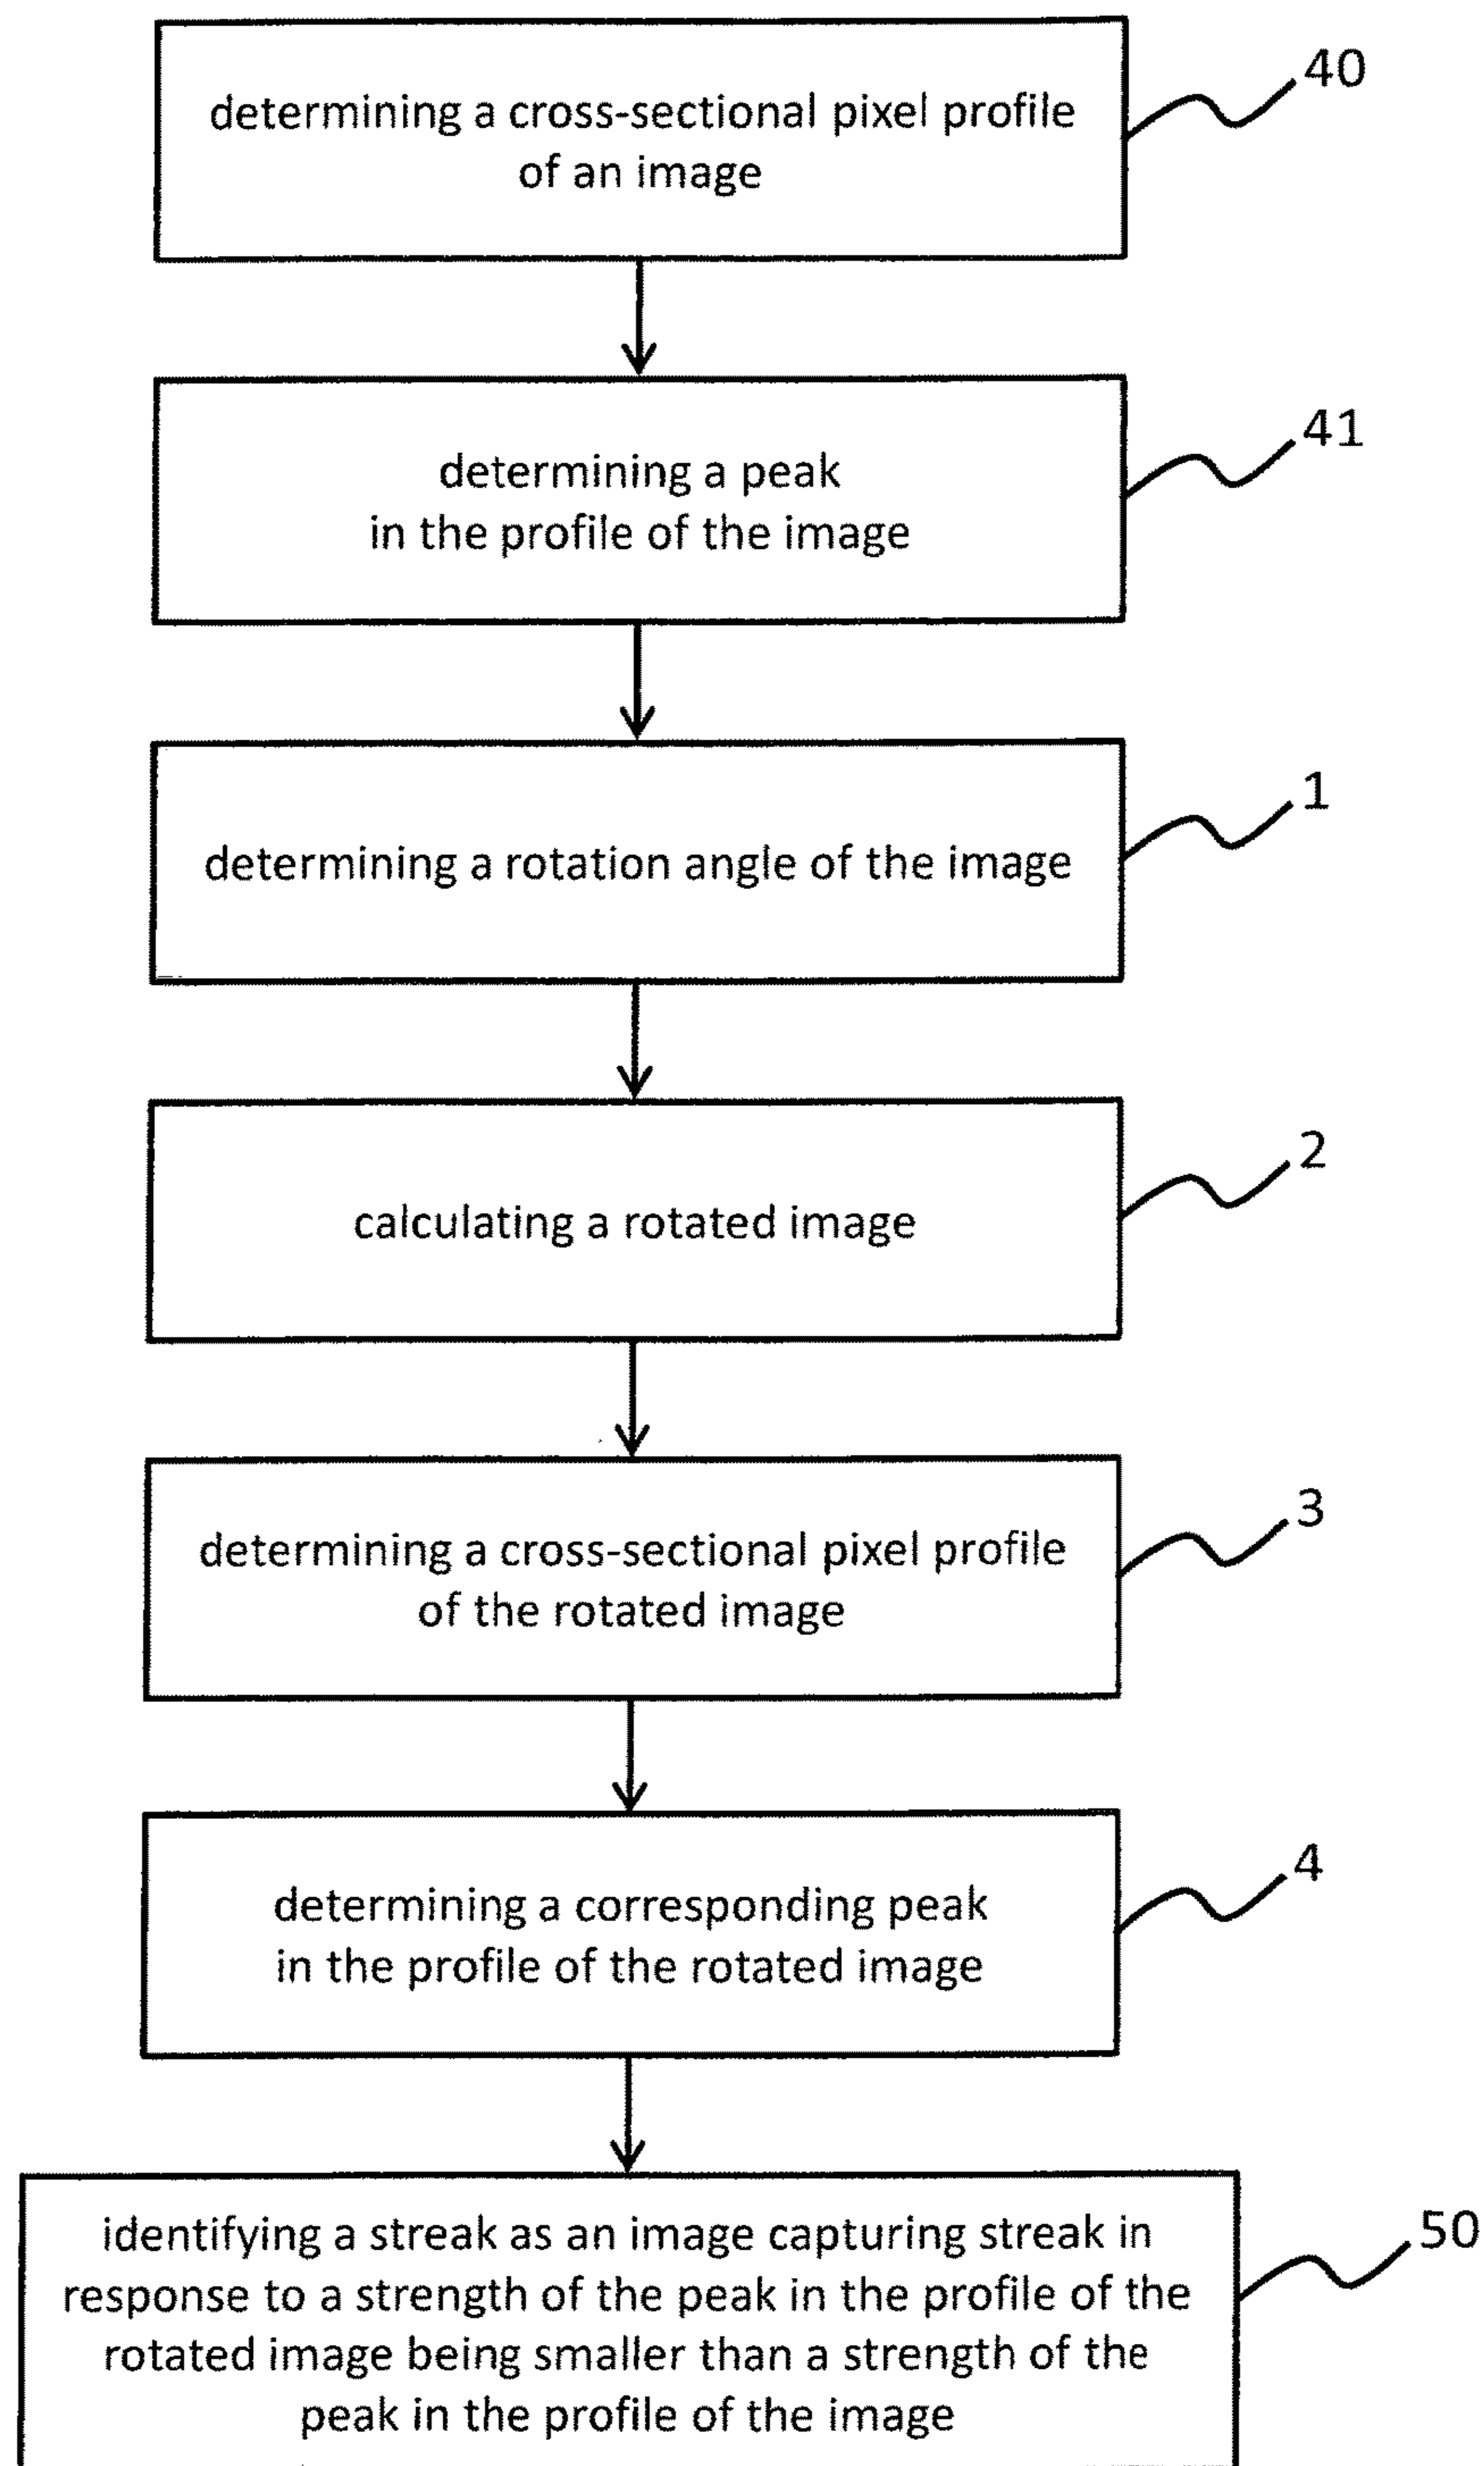 determining a cross-sectional pixel profile
of an image
40
determining a peak
in the profile of the image
41
determining a rotation angle of the image
1
calculating a rotated image
2
determining a cross-sectional pixel profile
of the rotated image
3
determining a corresponding peak
in the profile of the rotated image
4
identifying a streak as an image capturing streak in
response to a strength of the peak in the profile of the
rotated image being smaller than a strength of the
peak in the profile of the image
50